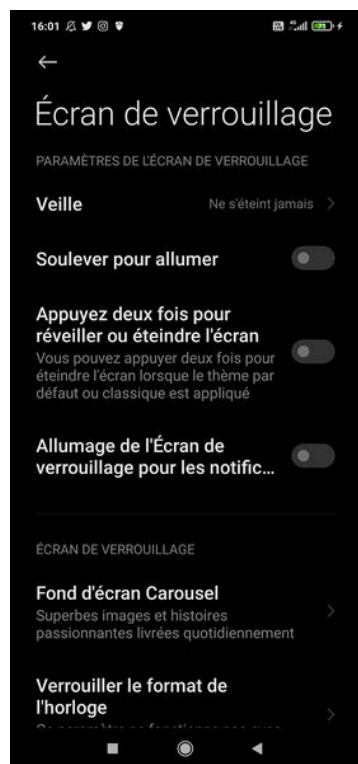 16:01
71
Écran de verrouillage
PARAMÈTRES DE L'ÉCRAN DE VERROUILLAGE
Veille Ne s'éteint jamais
Soulever pour allumer
Appuyez deux fois pour
réveiller ou éteindre l'écran
Vous pouvez appuyer deux fois pour
éteindre l'écran lorsque le thème par
défaut ou classique est appliqué
Allumage de l'Écran de
verrouillage pour les notific...
ÉCRAN DE VERROUILLAGE
Fond d'écran Carousel
Superbes images et histoires
passionnantes livrées quotidiennement
Verrouiller le format de
l'horloge